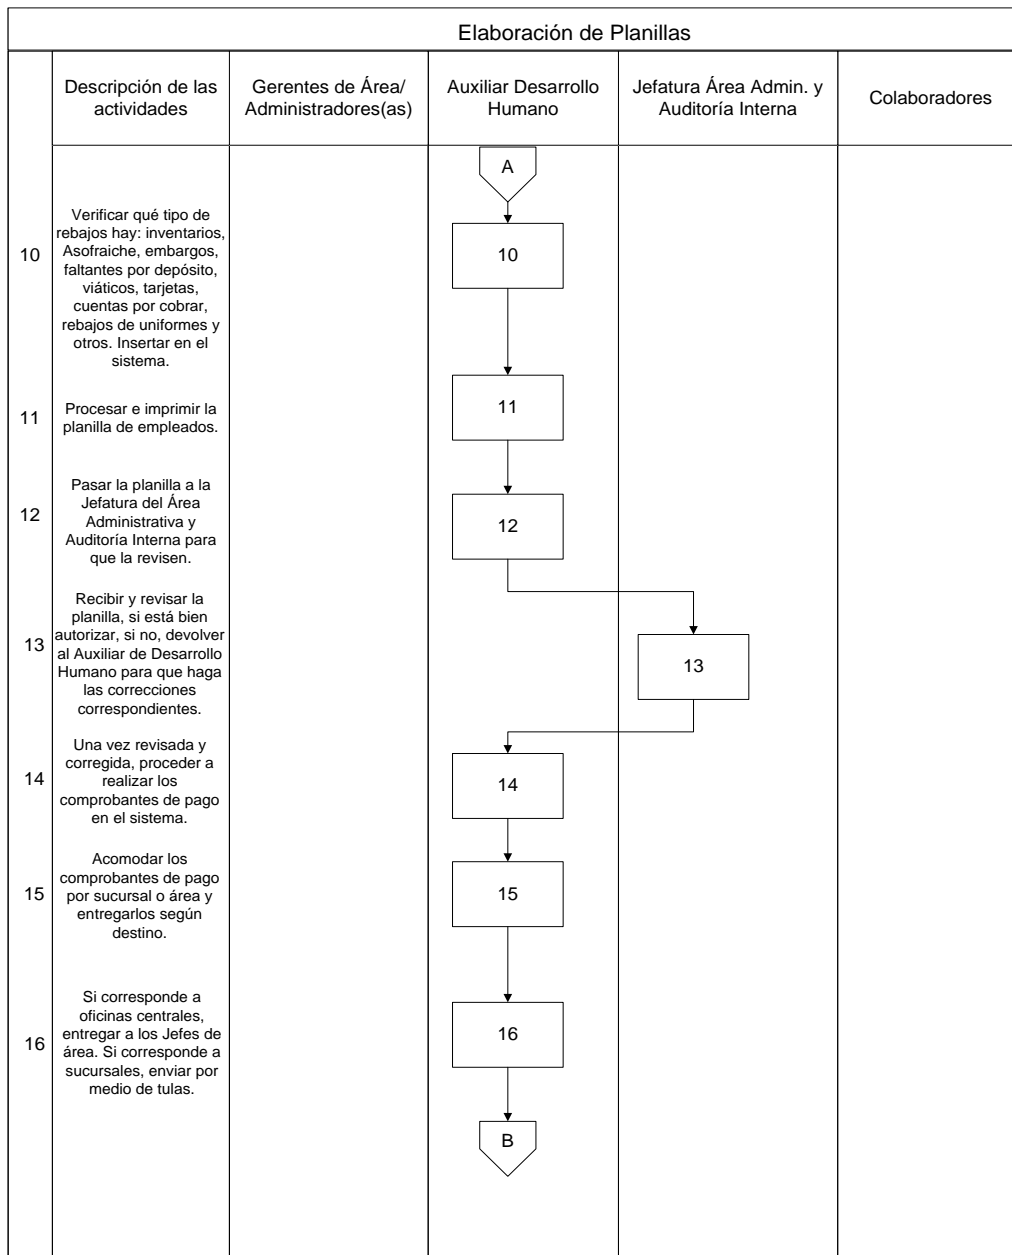 Elaboración de Planillas
Descripción de las
actividades
Gerentes de Área/
Administradores(as)
Auxiliar Desarrollo
Humano
Jefatura Área Admin. y
Auditoría Interna
Colaboradores
A
10
Verificar qué tipo de
rebajos hay: inventarios,
Asofraiche, embargos,
faltantes por depósito,
viáticos, tarjetas,
cuentas por cobrar,
rebajos de uniformes y
otros. Insertar en el
sistema.
10
11
Procesar e imprimir la
planilla de empleados.
11
12
Pasar la planilla a la
Jefatura del Área
Administrativa y
Auditoría Interna para
que la revisen.
12
13
Recibir y revisar la
planilla, si está bien
autorizar, si no, devolver
al Auxiliar de Desarrollo
Humano para que haga
las correcciones
correspondientes.
13
14
Una vez revisada y
corregida, proceder a
realizar los
comprobantes de pago
en el sistema.
14
15
Acomodar los
comprobantes de pago
por sucursal o área y
entregarlos según
destino.
15
16
Si corresponde a
oficinas centrales,
entregar a los Jefes de
área. Si corresponde a
sucursales, enviar por
medio de tulas.
16
B